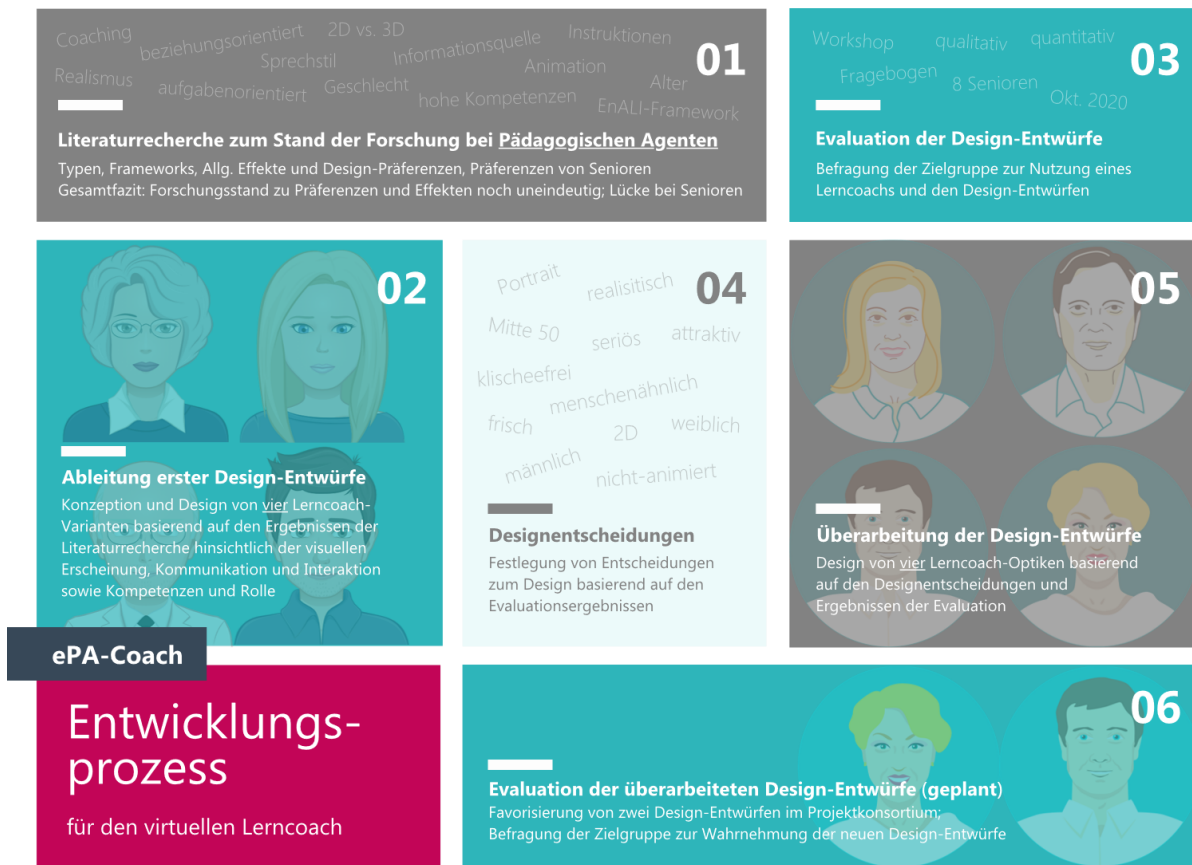 Coaching
beziehungsorientiert
2D vs. 3D
Sprechstil
Informationsquelle
Instruktionen
Realismus
aufgabenorientiert
Geschlecht
Animation
hohe Kompetenzen
Alter
EnALI-Framework
01
Literaturrecherche zum Stand der Forschung bei Pädagogischen Agenten
Typen, Frameworks, Allg. Effekte und Design-Präferenzen, Präferenzen von Senioren
Gesamtfazit: Forschungsstand zu Präferenzen und Effekten noch uneindeutig; Lücke bei Senioren
02
Ableitung erster Design-Entwürfe
Konzeption und Design von vier Lerncoach-
Varianten basierend auf den Ergebnissen der
Literaturrecherche hinsichtlich der visuellen
Erscheinung, Kommunikation und Interaktion
sowie Kompetenzen und Rolle
Workshop
qualitativ
quantitativ
Fragebogen
8 Senioren
Okt. 2020
03
Evaluation der Design-Entwürfe
Befragung der Zielgruppe zur Nutzung eines
Lerncoachs und den Design-Entwürfen
Portrait
realisitisch
04
Mitte 50
seriös
attraktiv
klischeefrei
menschenähnlich
frisch
2D
weiblich
männlich
nicht-animiert
Designentscheidungen
Festlegung von Entscheidungen
zum Design basierend auf den
Evaluationsergebnissen
05
Überarbeitung der Design-Entwürfe
Design von vier Lerncoach-Optiken basierend
auf den Designentscheidungen und
Ergebnissen der Evaluation
ePA-Coach
Entwicklungs-
prozess
für den virtuellen Lerncoach
06
Evaluation der überarbeiteten Design-Entwürfe (geplant)
Favorisierung von zwei Design-Entwürfen im Projektkonsortium;
Befragung der Zielgruppe zur Wahrnehmung der neuen Design-Entwürfe